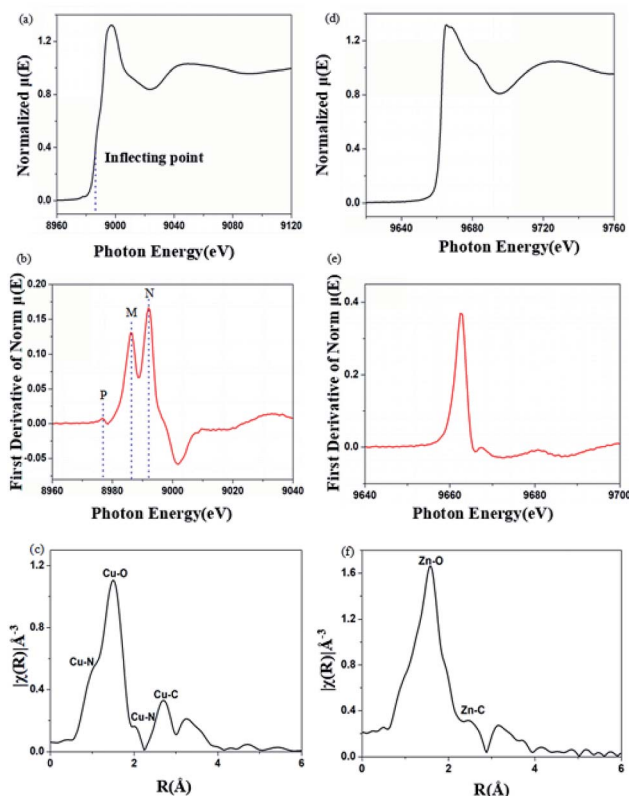 (a)
Normalized μ(E)
1.2
0.8
0.4
0.0
Inflecting point
8960 9000 9040 9080 9120
Photon Energy(eV)
(d)
Normalized μ(E)
1.2
0.8
0.4
0.0
9640 9680 9720 9760
Photon Energy(eV)
(b)
First Derivative of Norm μ(E)
0.20
0.15
0.10
0.05
0.00
-0.05
P
M
N
8960 8980 9000 9020 9040
Photon Energy(eV)
(e)
First Derivative of Norm μ(E)
0.4
0.2
0.0
9640 9660 9680 9700
Photon Energy(eV)
(c)
|χ(R)|Å⁻³
1.2
0.8
0.4
0.0
Cu-O
Cu-N
Cu-N
Cu-C
0 2 4 6
R(Å)
(f)
|χ(R)|Å⁻³
1.6
1.2
0.8
0.4
0.0
Zn-O
Zn-C
0 2 4 6
R(Å)